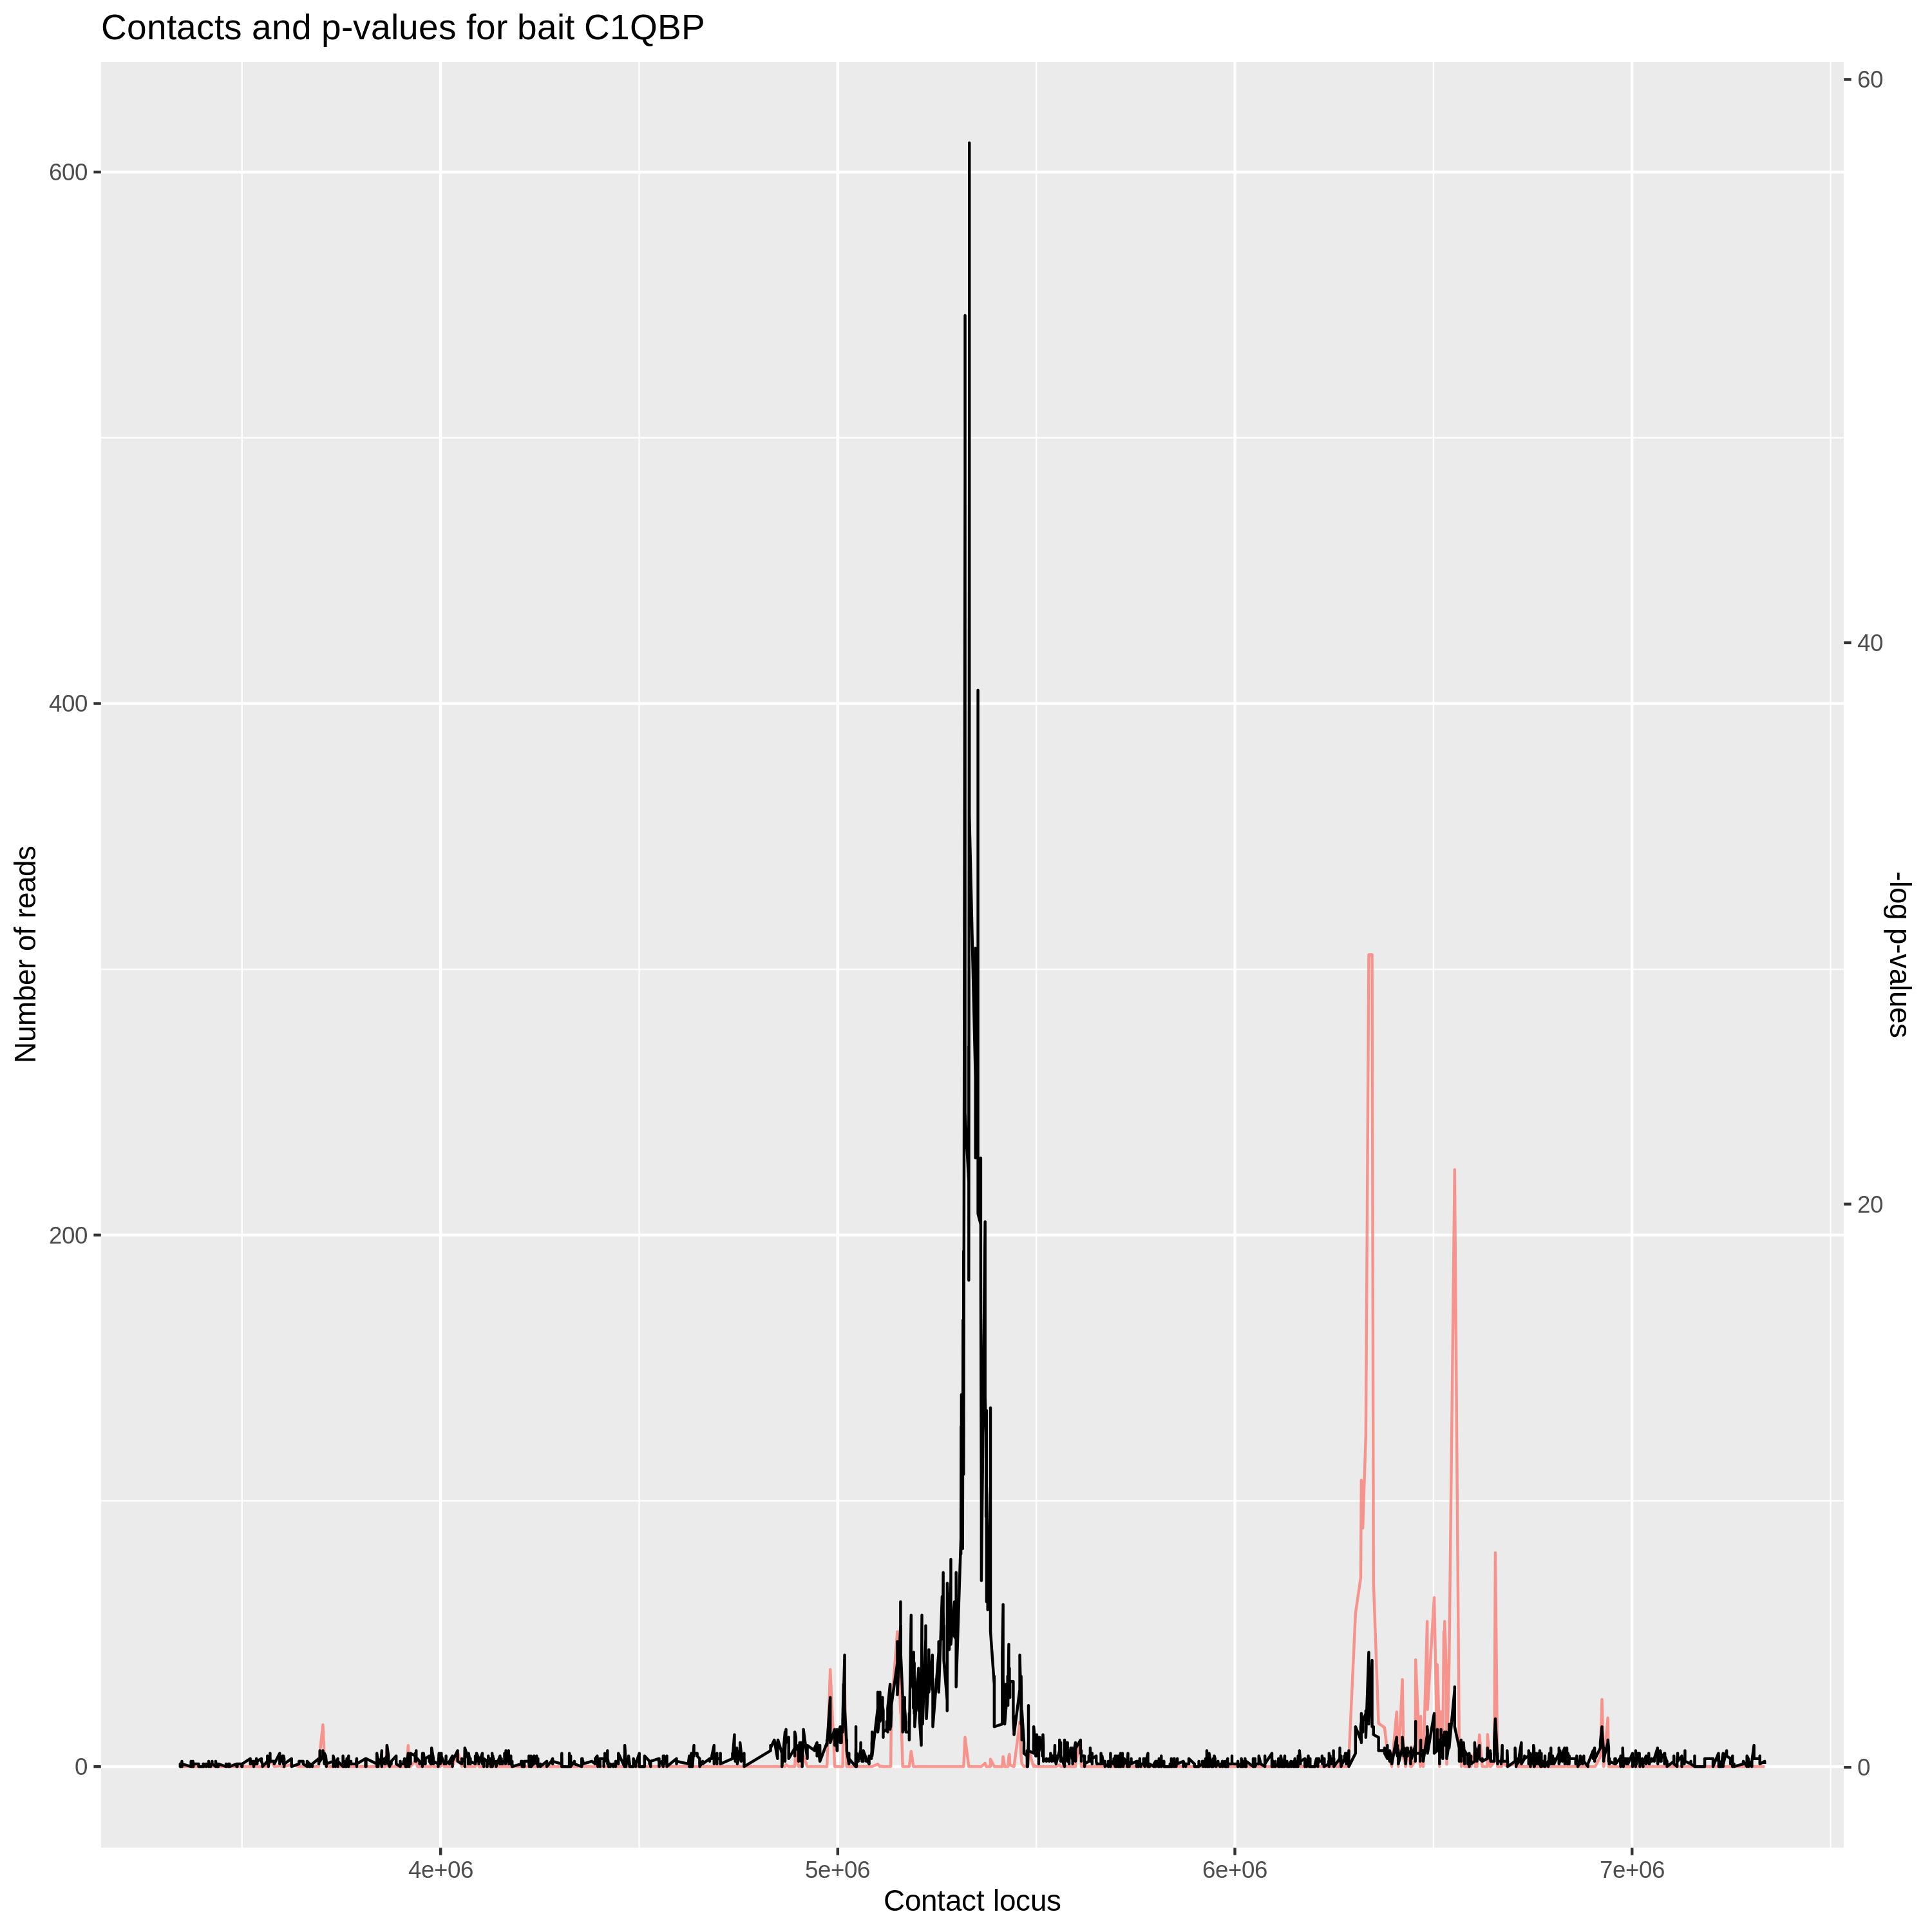 Contacts and p-values for bait C1QBP
60
600
40
400
Number of reads
-log p-values
20
200
0
0
4e+06
5e+06
6e+06
7e+06
Contact locus